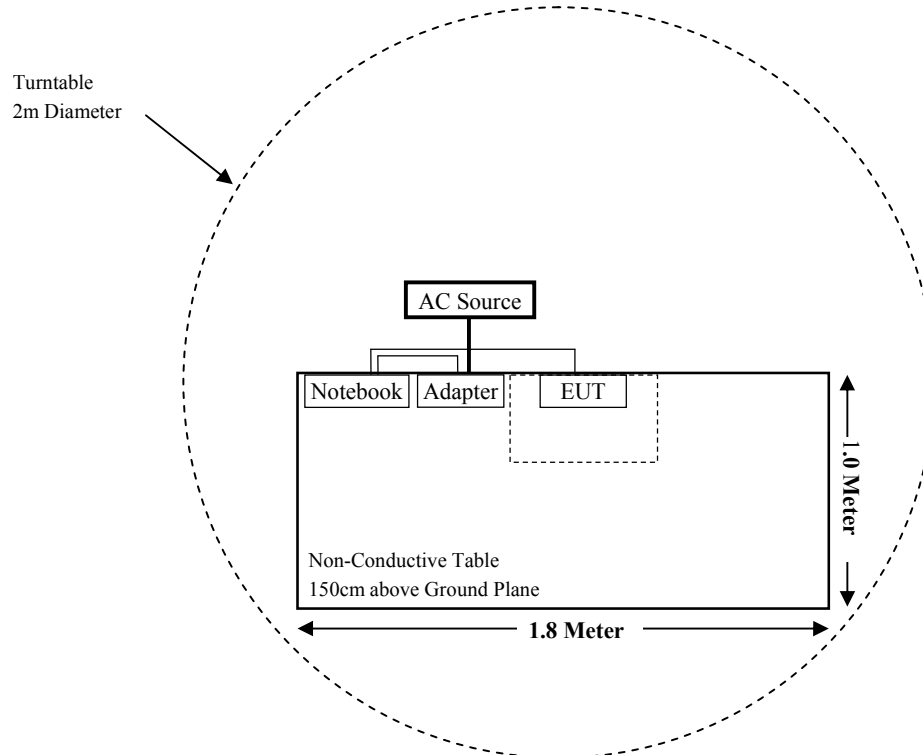 Turntable
2m Diameter
AC Source
Notebook
Adapter
EUT
1.0 Meter
Non-Conductive Table
150cm above Ground Plane
1.8 Meter